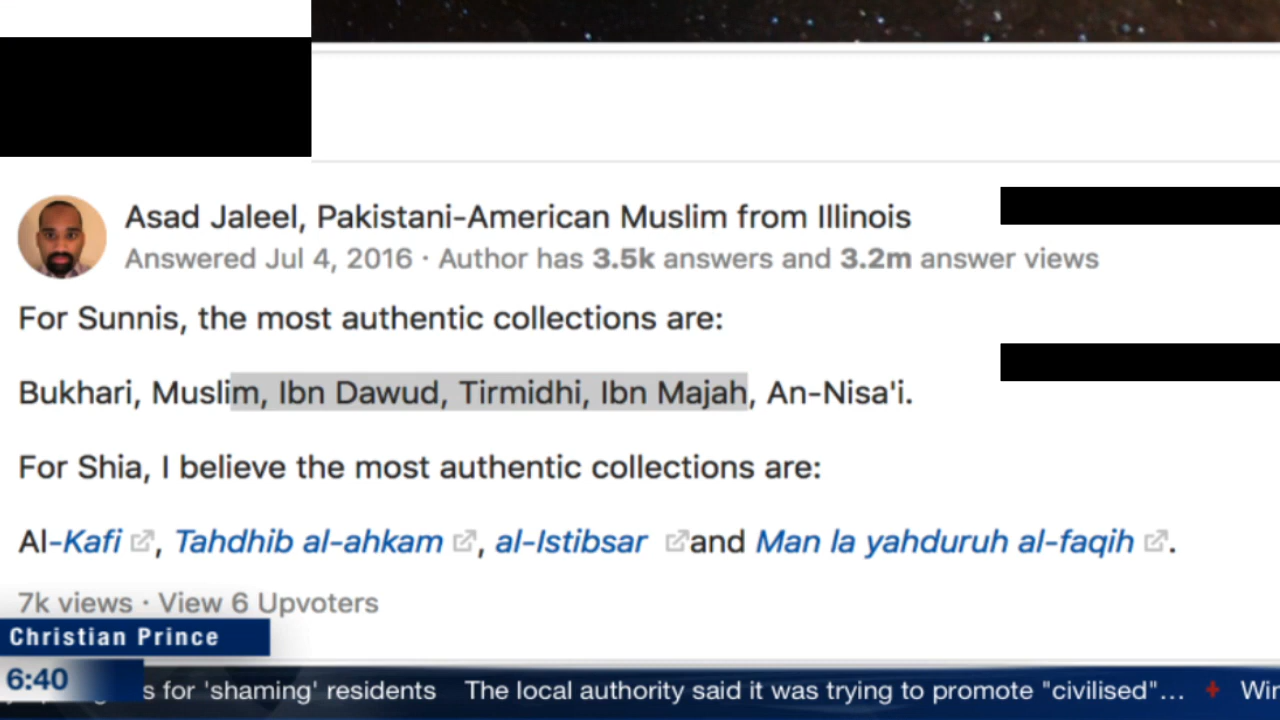 Asad Jaleel, Pakistani-American Muslim from Illinois
Answered Jul 4, 2016 · Author has 3.5k answers and 3.2m answer views
For Sunnis, the most authentic collections are:
Bukhari, Muslim, Ibn Dawud, Tirmidhi, Ibn Majah, An-Nisa'i.
For Shia, I believe the most authentic collections are:
Al-Kafi, Tahdhib al-ahkam, al-Istibsar and Man la yahduruh al-faqih.
7k views · View 6 Upvoters
Christian Prince
6:40
s for 'shaming' residents The local authority said it was trying to promote "civilised"...